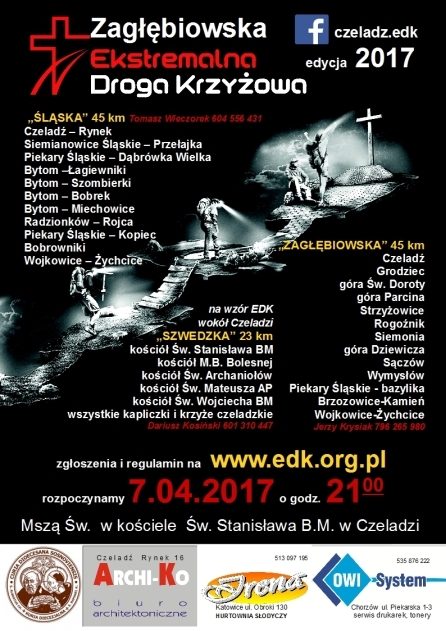 Zagłębiowska
Ekstremalna
Droga Krzyżowa
czeladz.edk
edycja 2017
„ŚLĄSKA” 45 km Tomasz Wieczorek 604 556 431
Czeladź – Rynek
Siemianowice Śląskie – Przełajka
Piekary Śląskie – Dąbrówka Wielka
Bytom –Łagiewniki
Bytom – Szombierki
Bytom – Bobrek
Bytom – Miechowice
Radzionków – Rojca
Piekary Śląskie – Kopiec
Bobrowniki
Wojkowice – Żychcice
„ZAGŁĘBIOWSKA” 45 km
Czeladź
Grodziec
góra Św. Doroty
góra Parcina
Strzyżowice
Rogoźnik
Siemonia
góra Dziewicza
Sączów
Wymysłów
Piekary Śląskie - bazylika
Brzozowice-Kamień
Wojkowice-Żychcice
Jerzy Krysiak 796 265 980
na wzór EDK
wokół Czeladzi
„SZWEDZKA” 23 km
kościół Św. Stanisława BM
kościół M.B. Bolesnej
kościół Św. Archaniołów
kościół Św. Mateusza AP
kościół Św. Wojciecha BM
wszystkie kapliczki i krzyże czeladzkie
Dariusz Kosiński 601 310 447
zgłoszenia i regulamin na www.edk.org.pl
rozpoczynamy 7.04.2017 o godz. 21 00
Mszą Św. w kościele Św. Stanisława B.M. w Czeladzi
Czeladź Rynek 16
ARCHI-KO
biuro
architektoniczne
513 097 195
Irena
Katowice ul. Obroki 130
HURTOWNIA SŁODYCZY
535 876 222
OWI-System
Chorzów ul. Piekarska 1-3
serwis drukarek, tonery